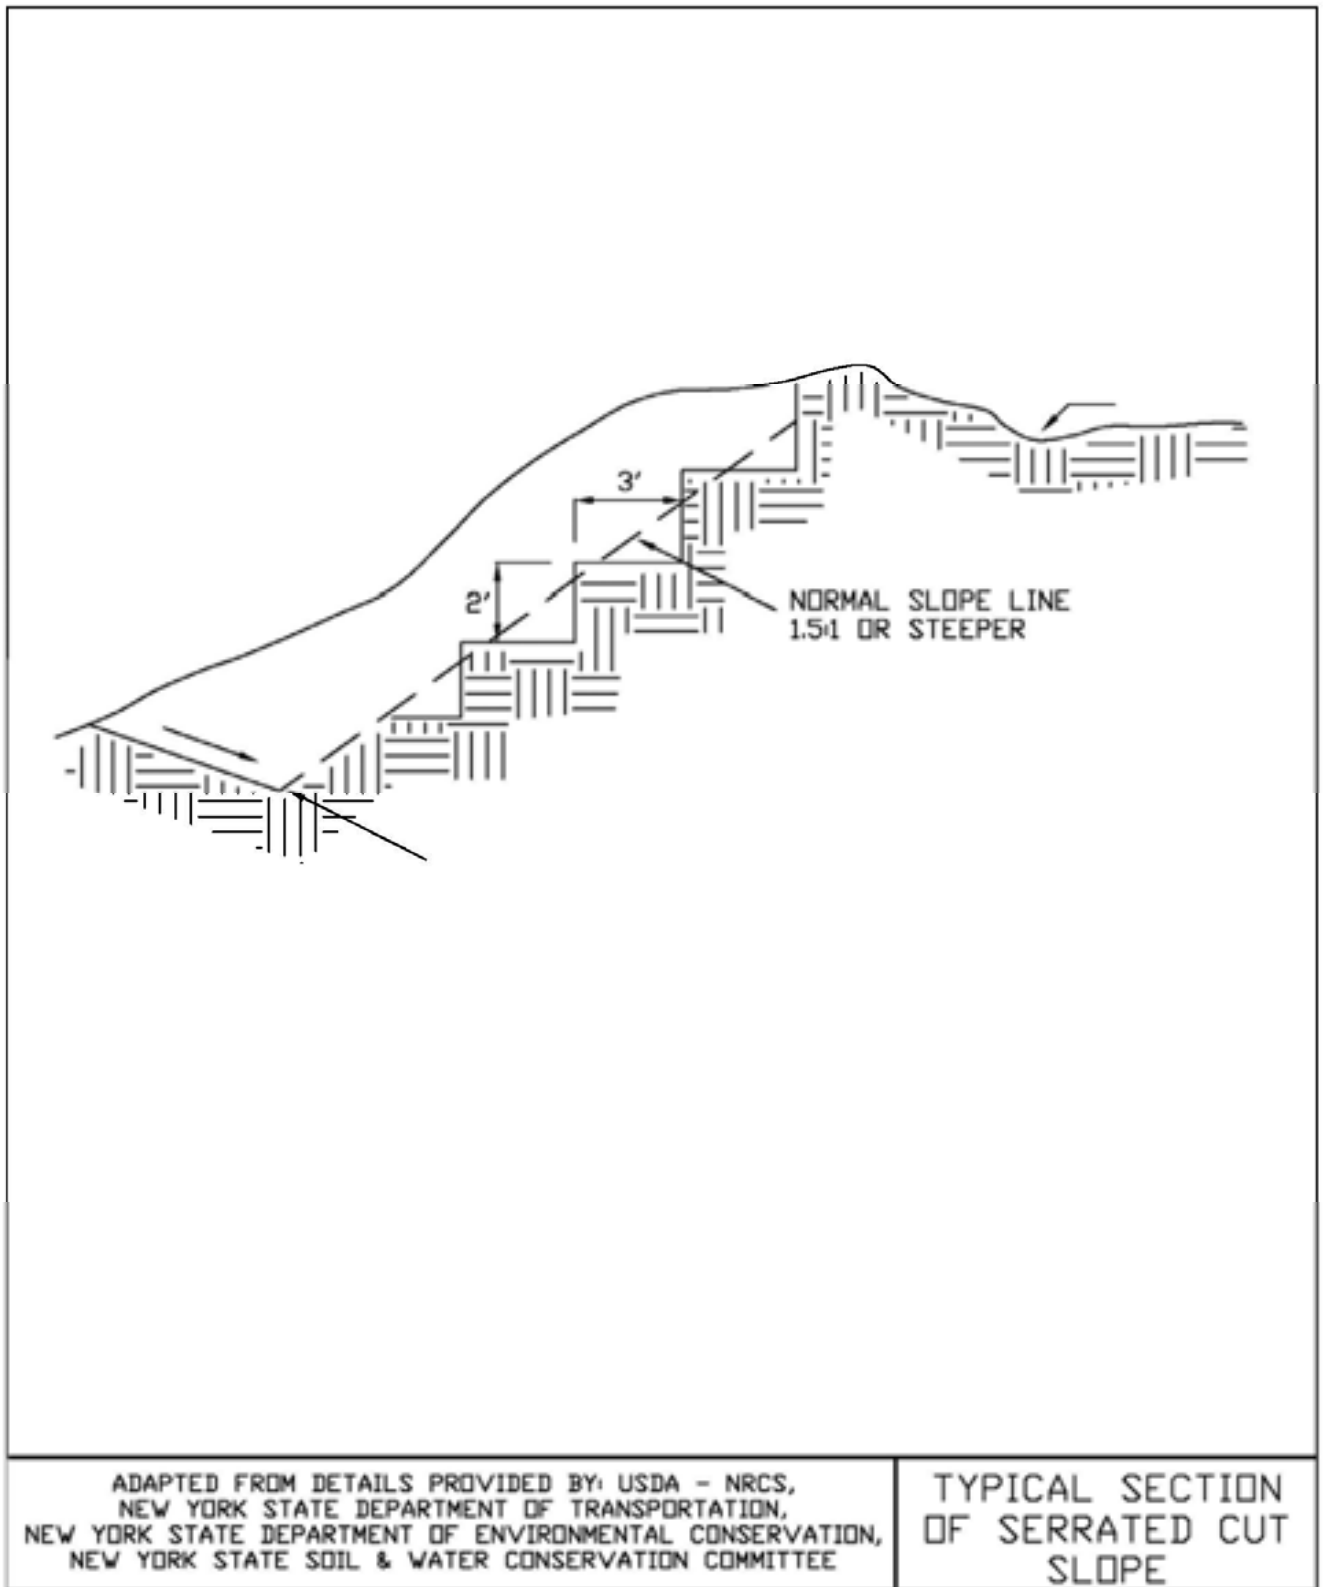 3'
2'
NORMAL SLOPE LINE
1.5:1 OR STEEPER
ADAPTED FROM DETAILS PROVIDED BY: USDA - NRCS,
NEW YORK STATE DEPARTMENT OF TRANSPORTATION,
NEW YORK STATE DEPARTMENT OF ENVIRONMENTAL CONSERVATION,
NEW YORK STATE SOIL & WATER CONSERVATION COMMITTEE
TYPICAL SECTION
OF SERRATED CUT
SLOPE